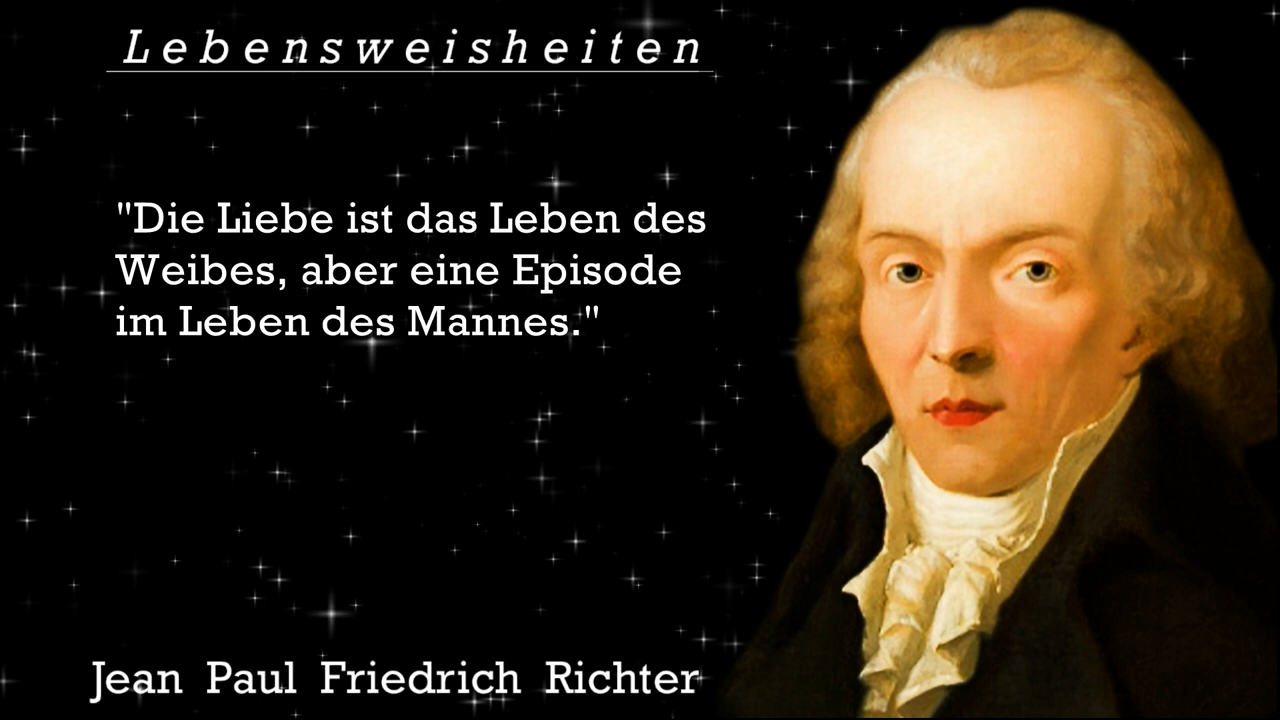 Lebensweisheiten
"Die Liebe ist das Leben des
Weibes, aber eine Episode
im Leben des Mannes."
Jean Paul Friedrich Richter